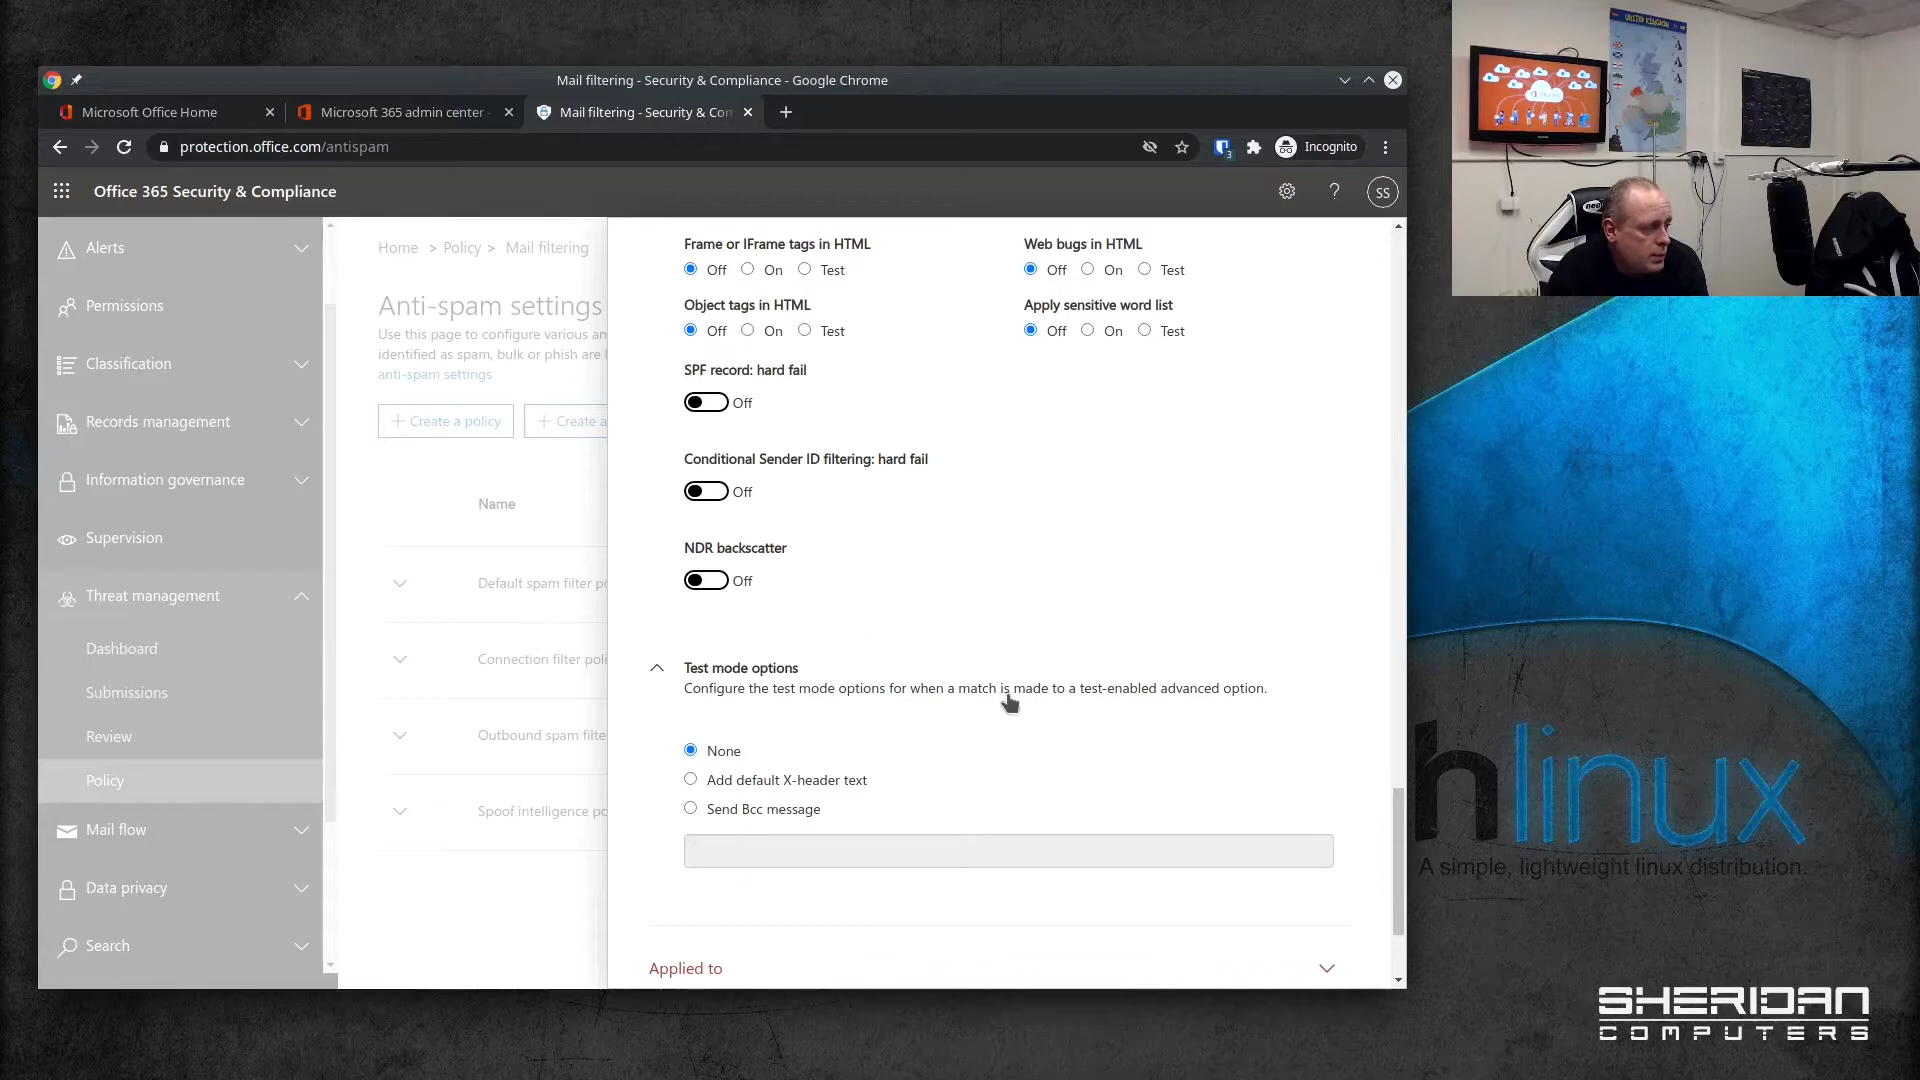 Mail filtering - Security & Compliance - Google Chrome
Microsoft Office Home
Microsoft 365 admin center -
Mail filtering - Security & Con
protection.office.com/antispam
3
Incognito
Office 365 Security & Compliance
?
SS
Alerts
Permissions
Classification
Records management
Information governance
Supervision
Threat management
Dashboard
Submissions
Review
Policy
Mail flow
Data privacy
Search
Home > Policy > Mail filtering
Anti-spam settings
Use this page to configure various an
identified as spam, bulk or phish are
anti-spam settings
+ Create a policy
+ Create a
Name
Default spam filter po
Connection filter poli
Outbound spam filte
Spoof intelligence po
Frame or IFrame tags in HTML
Off On Test
Web bugs in HTML
Off On Test
Object tags in HTML
Off On Test
Apply sensitive word list
Off On Test
SPF record: hard fail
Off
Conditional Sender ID filtering: hard fail
Off
NDR backscatter
Off
Test mode options
Configure the test mode options for when a match is made to a test-enabled advanced option.
None
Add default X-header text
Send Bcc message
Applied to
UNITED KINGDOM
hlinux
A simple, lightweight linux distribution.
SHERIDAN
COMPUTERS